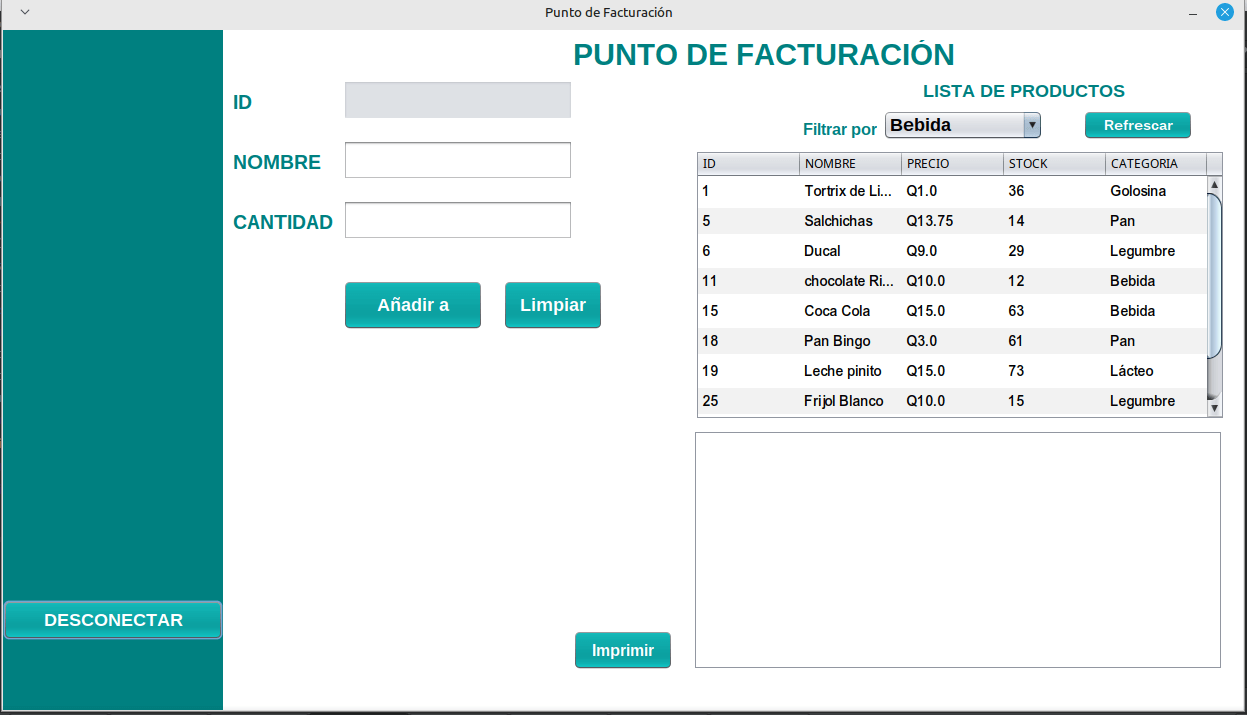 Punto de Facturación
PUNTO DE FACTURACIÓN
ID
NOMBRE
CANTIDAD
Añadir a
Limpiar
LISTA DE PRODUCTOS
Filtrar por Bebida Refrescar
ID NOMBRE PRECIO STOCK CATEGORIA
1 Tortrix de Li... Q1.0 36 Golosina
5 Salchichas Q13.75 14 Pan
6 Ducal Q9.0 29 Legumbre
11 chocolate Ri... Q10.0 12 Bebida
15 Coca Cola Q15.0 63 Bebida
18 Pan Bingo Q3.0 61 Pan
19 Leche pinito Q15.0 73 Lácteo
25 Frijol Blanco Q10.0 15 Legumbre
DESCONECTAR
Imprimir